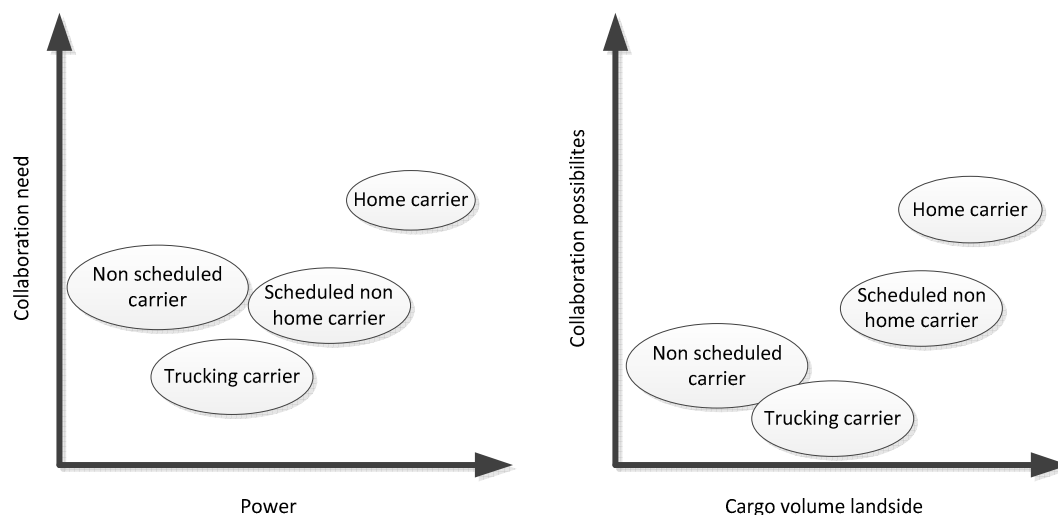 Collaboration need
Home carrier
Non scheduled
carrier
Scheduled non
home carrier
Trucking carrier
Power
Collaboration possibilites
Home carrier
Scheduled non
home carrier
Non scheduled
carrier
Trucking carrier
Cargo volume landside